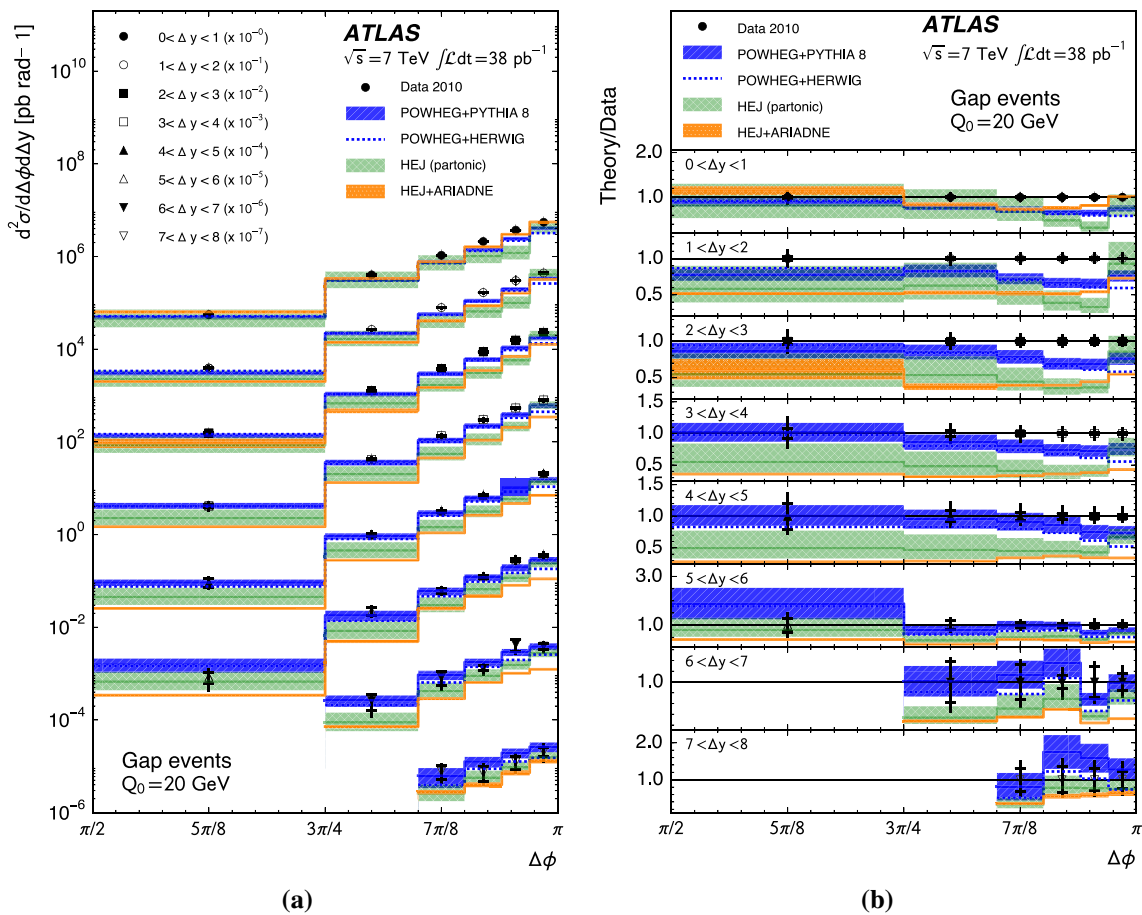 ATLAS
√s = 7 TeV ∫ℒdt = 38 pb⁻¹
0 < Δ y < 1 (x 10⁻⁰)
1 < Δ y < 2 (x 10⁻¹)
2 < Δ y < 3 (x 10⁻²)
3 < Δ y < 4 (x 10⁻³)
4 < Δ y < 5 (x 10⁻⁴)
5 < Δ y < 6 (x 10⁻⁵)
6 < Δ y < 7 (x 10⁻⁶)
7 < Δ y < 8 (x 10⁻⁷)
Data 2010
POWHEG+PYTHIA 8
POWHEG+HERWIG
HEJ (partonic)
HEJ+ARIADNE
d²σ/dΔϕdΔy [pb rad−1]
10¹⁰
10⁸
10⁶
10⁴
10²
10⁰
10⁻²
10⁻⁴
10⁻⁶
Gap events
Q₀ = 20 GeV
π/2 5π/8 3π/4 7π/8 π
Δϕ
(a)
Data 2010
POWHEG+PYTHIA 8
POWHEG+HERWIG
HEJ (partonic)
HEJ+ARIADNE
ATLAS
√s = 7 TeV ∫ℒdt = 38 pb⁻¹
Gap events
Q₀ = 20 GeV
Theory/Data
2.0
0 < Δy < 1
1.0
1 < Δy < 2
1.0
0.5
2 < Δy < 3
1.0
0.5
1.5
3 < Δy < 4
1.0
0.5
1.5
4 < Δy < 5
1.0
0.5
3.0
5 < Δy < 6
1.0
6 < Δy < 7
1.0
7 < Δy < 8
2.0
1.0
π/2 5π/8 3π/4 7π/8 π
Δϕ
(b)